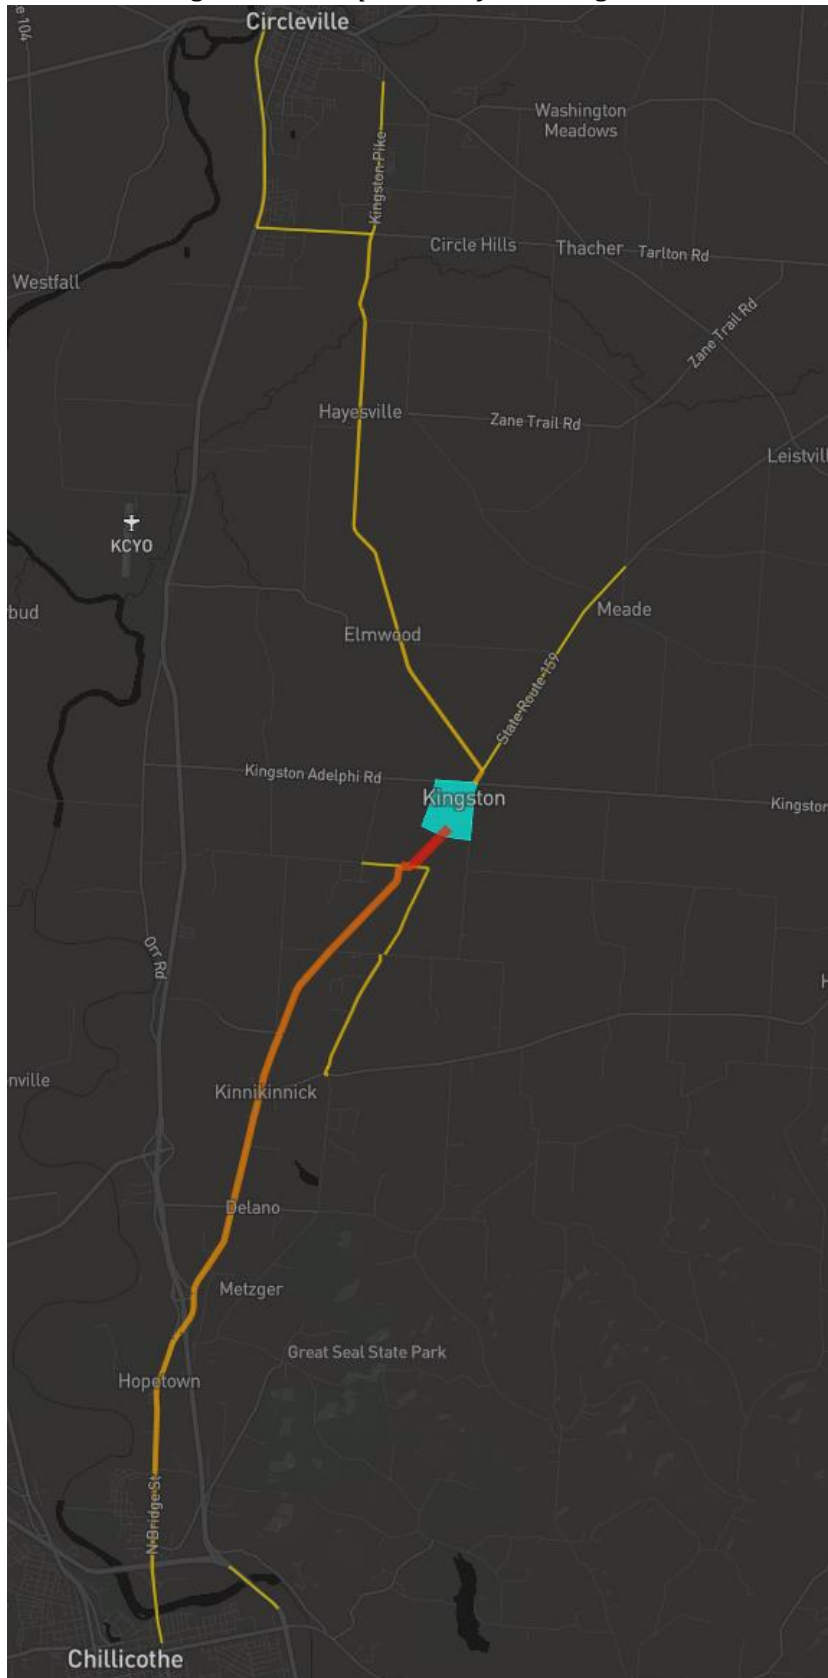 Circleville
104
Washington
Meadows
Kingston Pike
Circle Hills
Thacher
Tarlton Rd
Westfall
Zane Trail Rd
Hayesville
Zane Trail Rd
Leistvill
KCYO
bud
Meade
Elmwood
State Route 159
Kingston Adelphi Rd
Kingston
Kingston
Orr Rd
H
nville
Kinnikinnick
Delano
Metzger
Great Seal State Park
Hopetown
N Bridge St
Chillicothe